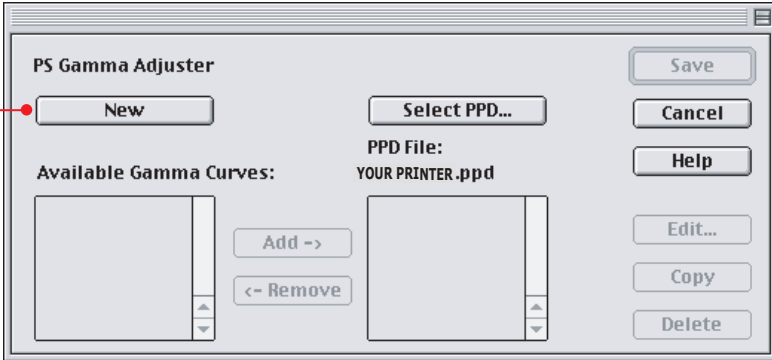 PS Gamma Adjuster
Save
New
Select PPD...
Cancel
PPD File:
Help
Available Gamma Curves:
YOUR PRINTER.ppd
Add ->
Edit...
<- Remove
Copy
Delete